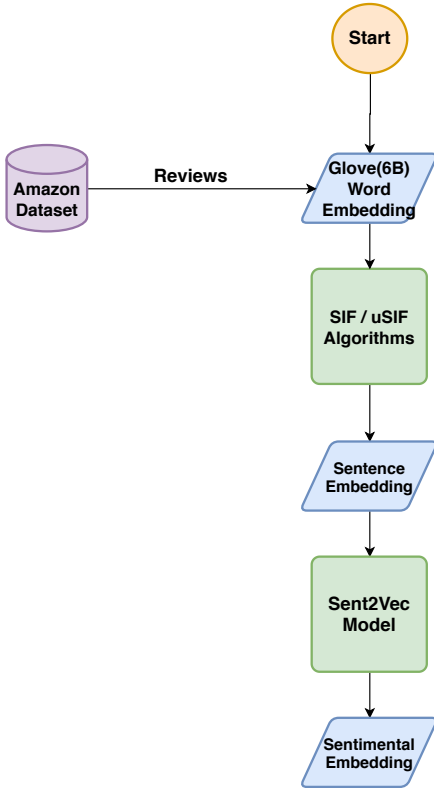 Start
Reviews
Amazon
Dataset
Glove(6B)
Word
Embedding
SIF / uSIF
Algorithms
Sentence
Embedding
Sent2Vec
Model
Sentimental
Embedding